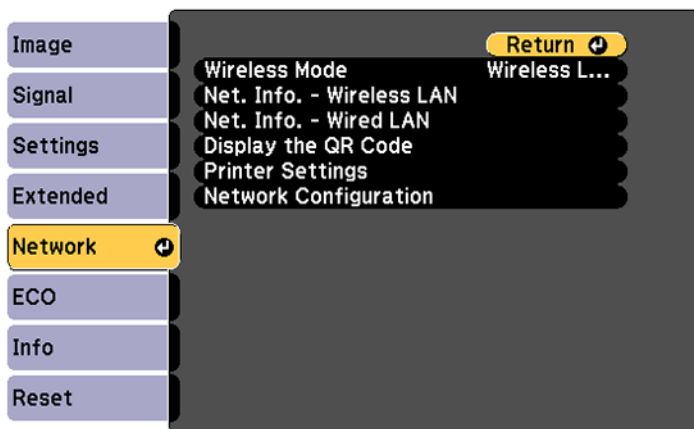 Image
Signal
Settings
Extended
Network
ECO
Info
Reset
Return
Wireless Mode Wireless L...
Net. Info. - Wireless LAN
Net. Info. - Wired LAN
Display the QR Code
Printer Settings
Network Configuration